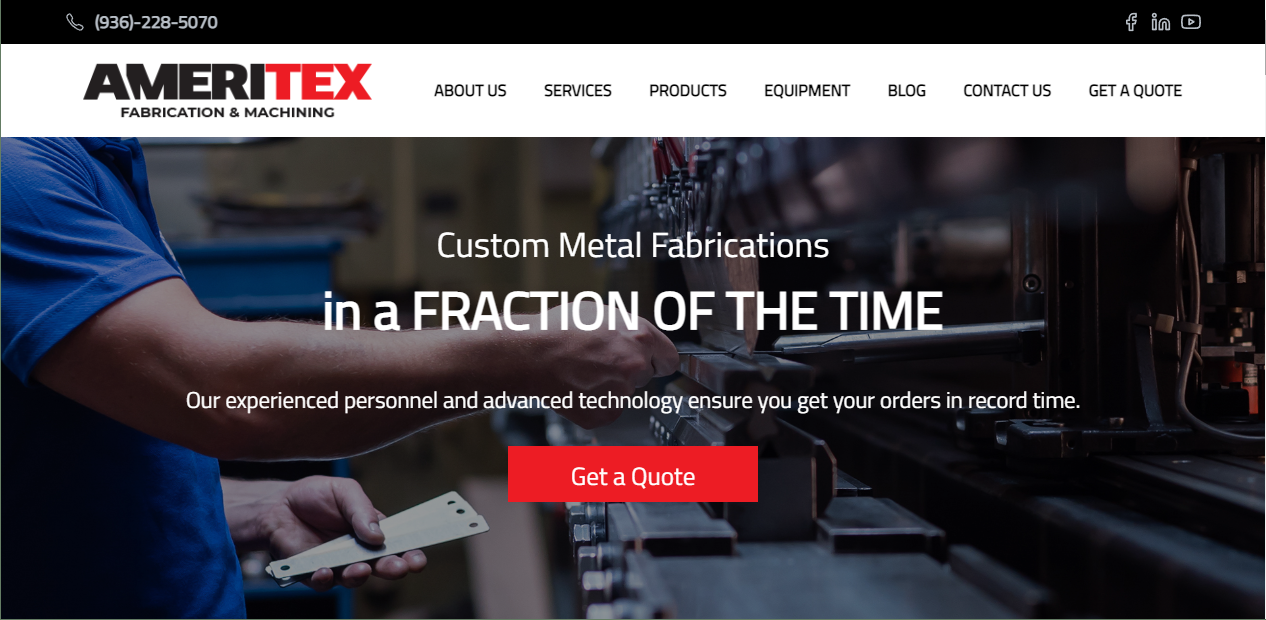 (936)-228-5070
AMERITEX
FABRICATION & MACHINING
ABOUT US SERVICES PRODUCTS EQUIPMENT BLOG CONTACT US GET A QUOTE
Custom Metal Fabrications
in a FRACTION OF THE TIME
Our experienced personnel and advanced technology ensure you get your orders in record time.
Get a Quote